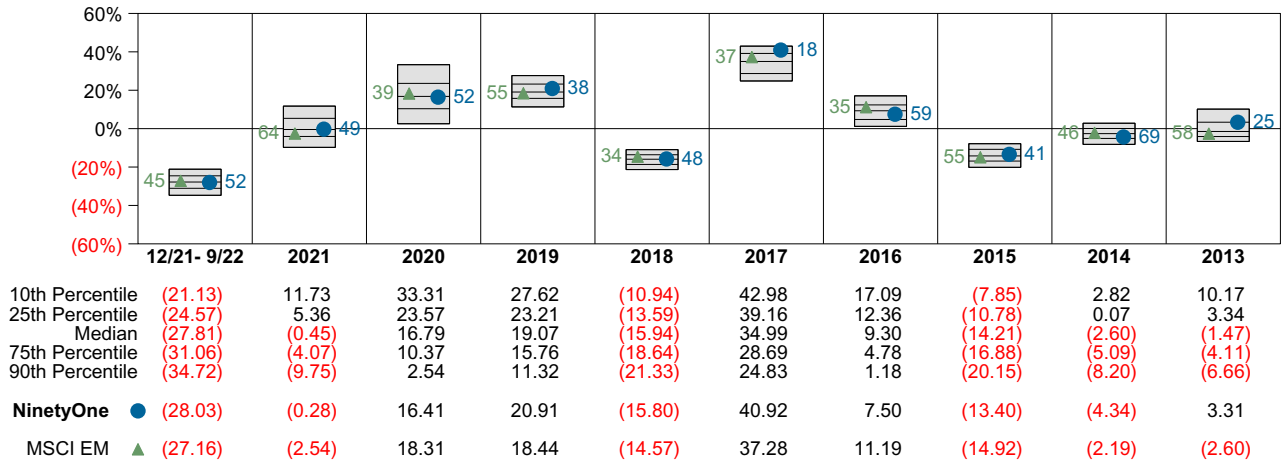 60%
40%
20%
0%
(20%)
(40%)
(60%)
45 52
64 49
39 52
55 38
34 48
37 18
35 59
55 41
46 69
58 25
12/21- 9/22 2021 2020 2019 2018 2017 2016 2015 2014 2013
10th Percentile (21.13) 11.73 33.31 27.62 (10.94) 42.98 17.09 (7.85) 2.82 10.17
25th Percentile (24.57) 5.36 23.57 23.21 (13.59) 39.16 12.36 (10.78) 0.07 3.34
Median (27.81) (0.45) 16.79 19.07 (15.94) 34.99 9.30 (14.21) (2.60) (1.47)
75th Percentile (31.06) (4.07) 10.37 15.76 (18.64) 28.69 4.78 (16.88) (5.09) (4.11)
90th Percentile (34.72) (9.75) 2.54 11.32 (21.33) 24.83 1.18 (20.15) (8.20) (6.66)
NinetyOne (28.03) (0.28) 16.41 20.91 (15.80) 40.92 7.50 (13.40) (4.34) 3.31
MSCI EM (27.16) (2.54) 18.31 18.44 (14.57) 37.28 11.19 (14.92) (2.19) (2.60)